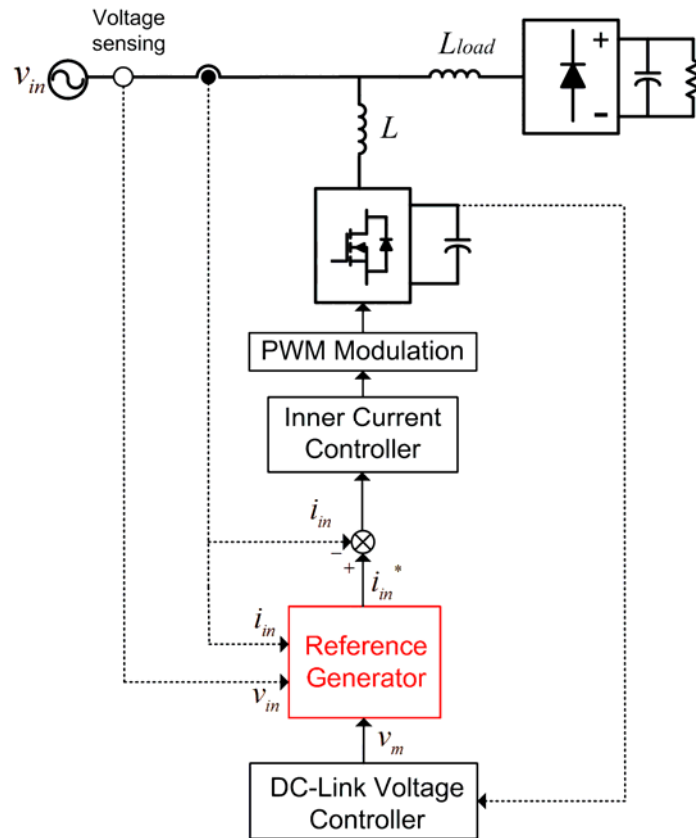 Voltage
sensing
v_in
L_load
+
-
L
PWM Modulation
Inner Current
Controller
i_in
−
+
i_in*
i_in
Reference
Generator
v_in
v_m
DC-Link Voltage
Controller